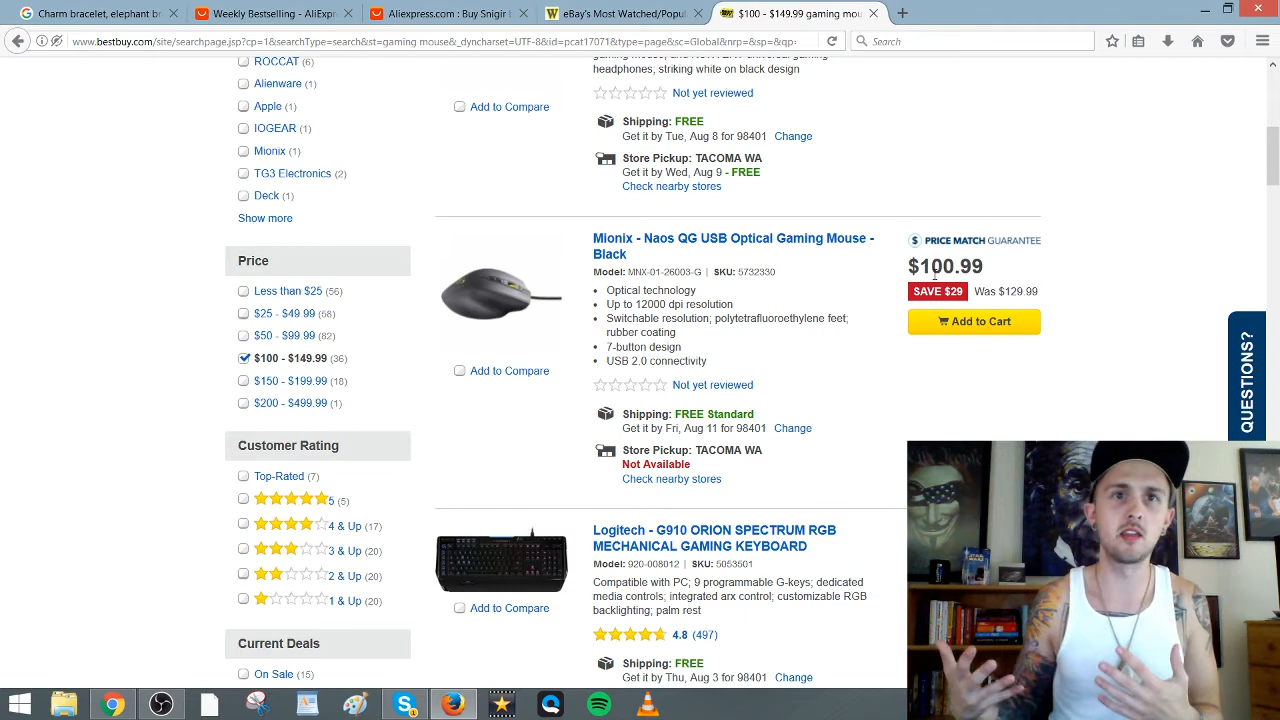 Charm bracelet, elephant br...
Weekly Winners - AliExpre...
Aliexpress.com: Buy Singir...
eBay's Most Watched/Popu...
$100 - $149.99 gaming mou...
www.bestbuy.com/site/searchpage.jsp?cp=1&searchType=search&st=gaming mouse&_dyncharset=UTF-8&id=pcat17071&type=page&sc=Global&nrp=&sp=&qp=
Search
ROCCAT (6)
Alienware (1)
Apple (1)
IOGEAR (1)
Mionix (1)
TG3 Electronics (2)
Deck (1)
Show more
Price
Less than $25 (56)
$25 - $49.99 (58)
$100 - $149.99 (36)
$150 - $199.99 (18)
$200 - $499.99 (1)
Customer Rating
Top-Rated (7)
5 (5)
4 & Up (17)
3 & Up (20)
2 & Up (20)
1 & Up (20)
Current Deals
On Sale (15)
headphones; striking white on black design
Add to Compare
Not yet reviewed
Shipping: FREE
Get it by Tue, Aug 8 for 98401 Change
Store Pickup: TACOMA WA
Get it by Wed, Aug 9 - FREE
Check nearby stores
Mionix - Naos QG USB Optical Gaming Mouse -
Black
Model: MNX-01-26003-G | SKU: 5732330
• Optical technology
• Up to 12000 dpi resolution
• Switchable resolution; polytetrafluoroethylene feet;
rubber coating
• 7-button design
• USB 2.0 connectivity
Add to Compare
Not yet reviewed
Shipping: FREE Standard
Get it by Fri, Aug 11 for 98401 Change
Store Pickup: TACOMA WA
Not Available
Check nearby stores
$ PRICE MATCH GUARANTEE
$100.99
SAVE $29 Was $129.99
Add to Cart
QUESTIONS?
Logitech - G910 ORION SPECTRUM RGB
MECHANICAL GAMING KEYBOARD
Model: 920-008012 | SKU: 5053501
Compatible with PC; 9 programmable G-keys; dedicated
media controls; integrated arx control; customizable RGB
backlighting; palm rest
Add to Compare
4.8 (497)
Shipping: FREE
Get it by Thu, Aug 3 for 98401 Change